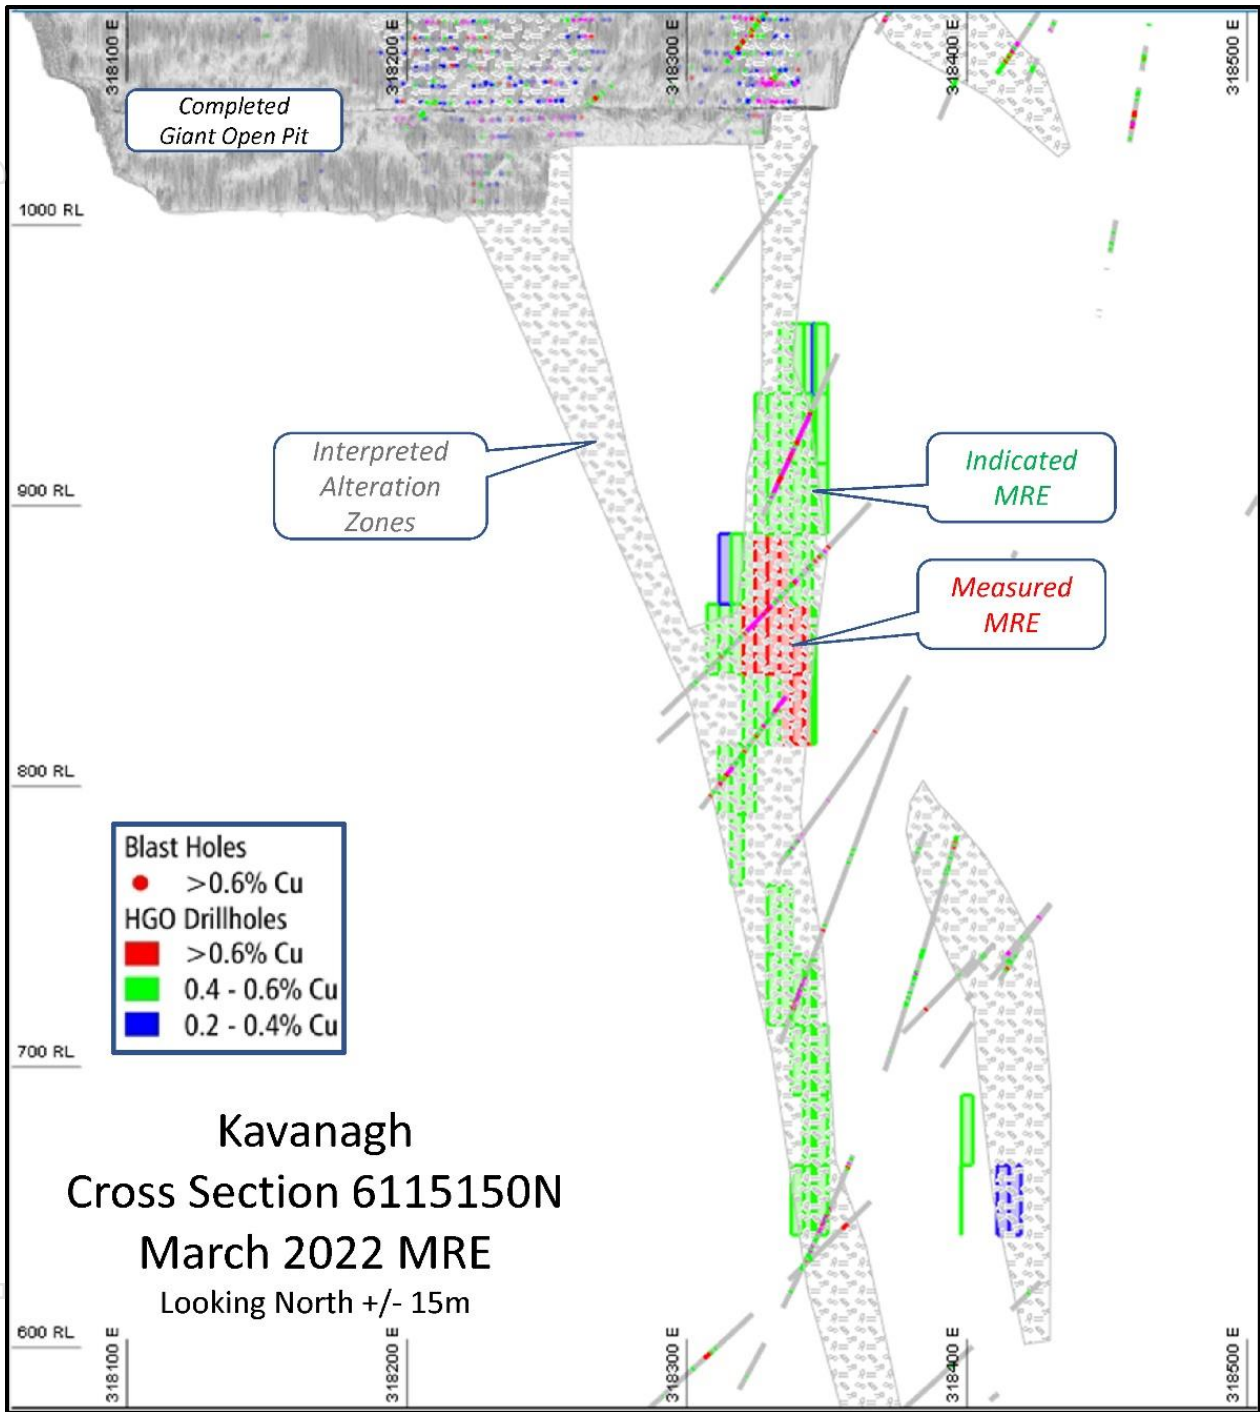 318100 E
318200 E
318300 E
318400 E
318500 E
Completed
Giant Open Pit
1000 RL
Interpreted
Alteration
Zones
900 RL
Indicated
MRE
Measured
MRE
800 RL
Blast Holes
>0.6% Cu
HGO Drillholes
>0.6% Cu
0.4 - 0.6% Cu
0.2 - 0.4% Cu
700 RL
Kavanagh
Cross Section 6115150N
March 2022 MRE
Looking North +/- 15m
600 RL
318100 E
318200 E
318300 E
318400 E
318500 E